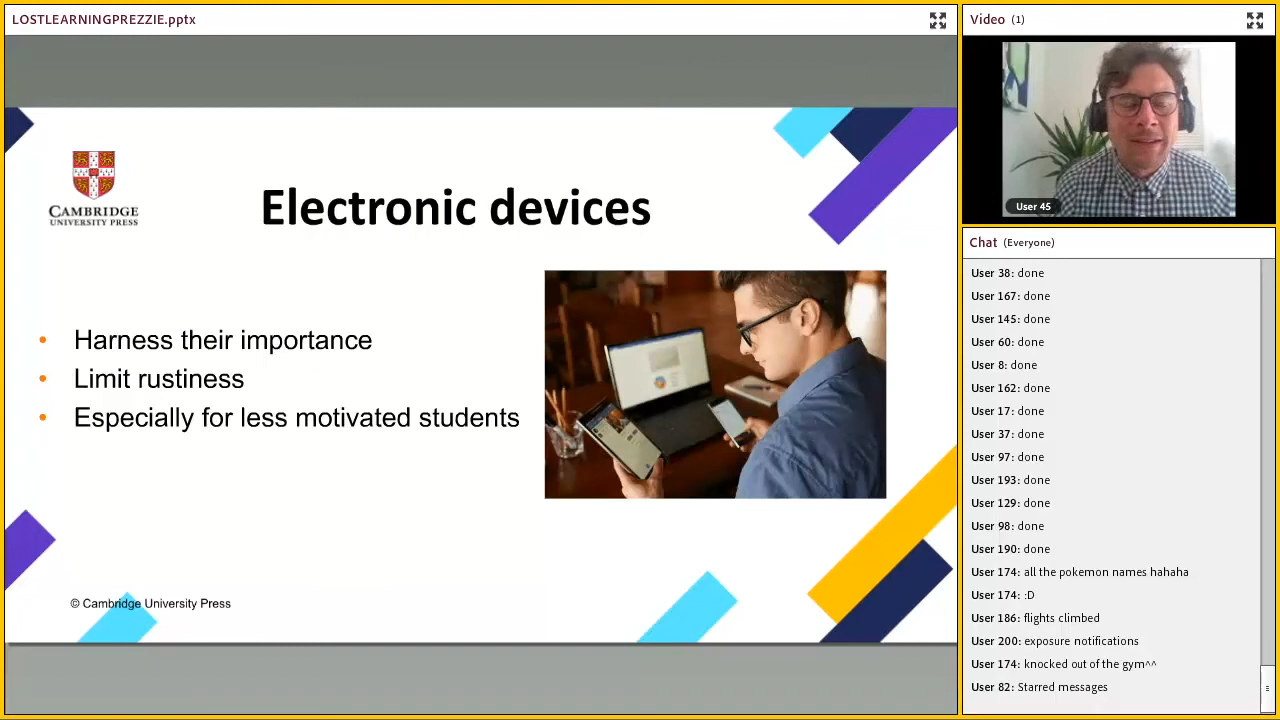 LOSTLEARNINGPREZZIE.pptx
CAMBRIDGE
UNIVERSITY PRESS
Electronic devices
• Harness their importance
• Limit rustiness
• Especially for less motivated students
© Cambridge University Press
Video (1)
User 45
Chat (Everyone)
User 38: done
User 167: done
User 145: done
User 60: done
User 8: done
User 162: done
User 17: done
User 37: done
User 97: done
User 193: done
User 129: done
User 98: done
User 190: done
User 174: all the pokemon names hahaha
User 174: :D
User 186: flights climbed
User 200: exposure notifications
User 174: knocked out of the gym^^
User 82: Starred messages